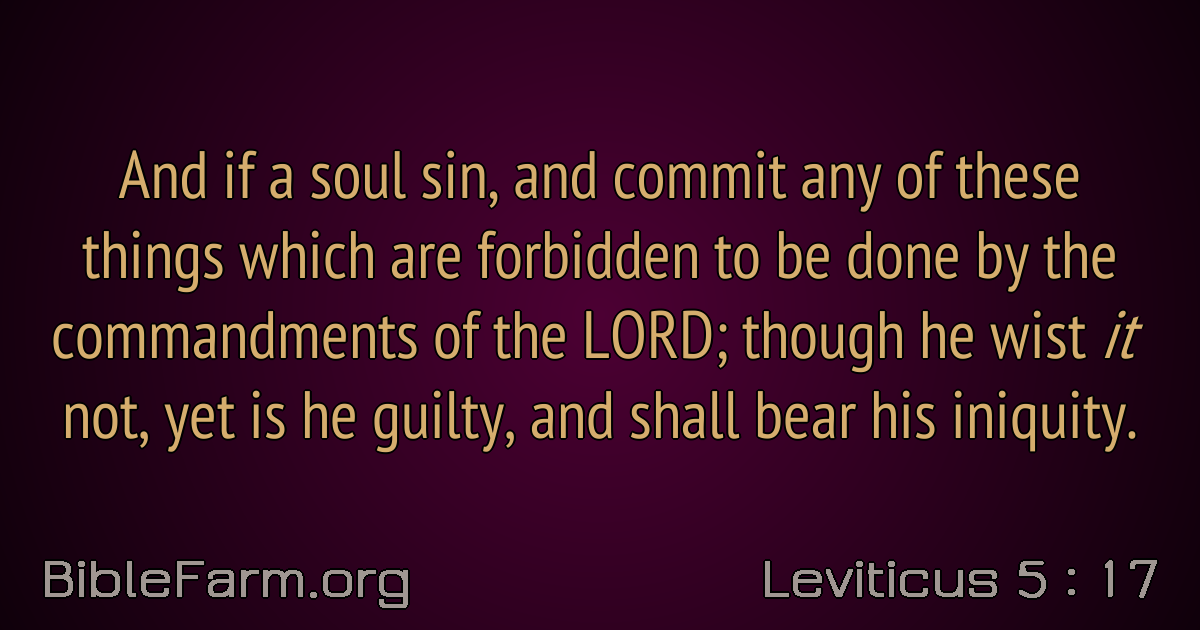 And if a soul sin, and commit any of these
things which are forbidden to be done by the
commandments of the LORD; though he wist it
not, yet is he guilty, and shall bear his iniquity.
BibleFarm.org
Leviticus 5 : 17